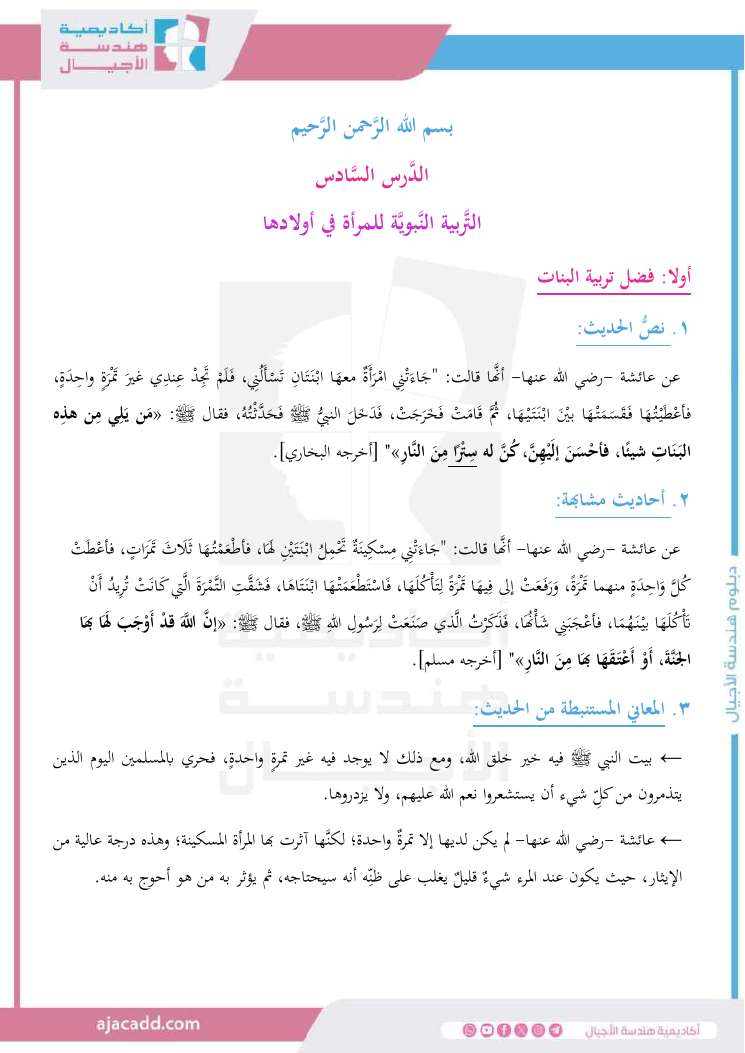 أكاديمية
هندسة
الأجيال
بسم الله الرَّحمن الرَّحيم
الدَّرس السَّادس
التَّربية النَّبويَّة للمرأة في أولادها
أولا: فضل تربية البنات
١. نصُّ الحديث:
عن عائشة -رضي الله عنها- أنَّها قالت: "جَاءَتْنِي امْرَأَةٌ معهَا ابْنَتَانِ تَسْأَلُنِي، فَلَمْ تَجِدْ عِندِي غيرَ تَمْرَةٍ واحِدَةٍ،
فأعْطَيْتُهَا فَقَسَمَتْهَا بيْنَ ابْنَتَيْهَا، ثُمَّ قَامَتْ فَخَرَجَتْ، فَدَخَلَ النبيُّ ﷺ فَحَدَّثْتُهُ، فقال ﷺ: «مَن يَلِي مِن هذِه
البَنَاتِ شيئًا، فأحْسَنَ إلَيْهِنَّ، كُنَّ له سِتْرًا مِنَ النَّارِ»" [أخرجه البخاري].
٢. أحاديث مشابهة:
عن عائشة -رضي الله عنها- أنَّها قالت: "جَاءَتْنِي مِسْكِينَةٌ تَحْمِلُ ابْنَتَيْنِ لَهَا، فأطْعَمْتُهَا ثَلَاثَ تَمَرَاتٍ، فأعْطَتْ
كُلَّ وَاحِدَةٍ منهما تَمْرَةً، وَرَفَعَتْ إلى فِيهَا تَمْرَةً لِتَأْكُلَهَا، فَاسْتَطْعَمَتْهَا ابْنَتَاهَا، فَشَقَّتِ التَّمْرَةَ الَّتي كَانَتْ تُرِيدُ أَنْ
تَأْكُلَهَا بيْنَهُمَا، فأعْجَبَنِي شَأْنُهَا، فَذَكَرْتُ الَّذي صَنَعَتْ لِرَسُولِ اللهِ ﷺ، فقال ﷺ: «إنَّ اللَّهَ قدْ أَوْجَبَ لَهَا بهَا
الجَنَّةَ، أَوْ أَعْتَقَهَا بهَا مِنَ النَّارِ»" [أخرجه مسلم].
٣. المعاني المستنبطة من الحديث:
← بيت النبي ﷺ فيه خير خلق الله، ومع ذلك لا يوجد فيه غير تمرةٍ واحدةٍ، فحري بالمسلمين اليوم الذين
يتذمرون من كلِّ شيء أن يستشعروا نعم الله عليهم، ولا يزدروها.
← عائشة -رضي الله عنها- لم يكن لديها إلا تمرةٌ واحدة؛ لكنَّها آثرت بها المرأة المسكينة؛ وهذه درجة عالية من
الإيثار، حيث يكون عند المرء شيءٌ قليلٌ يغلب على ظنِّه أنه سيحتاجه، ثم يؤثر به من هو أحوج به منه.
أكاديمية
هندسة
الأجيال
دبلوم هندسة الأجيال
ajacadd.com
أكاديمية هندسة الأجيال